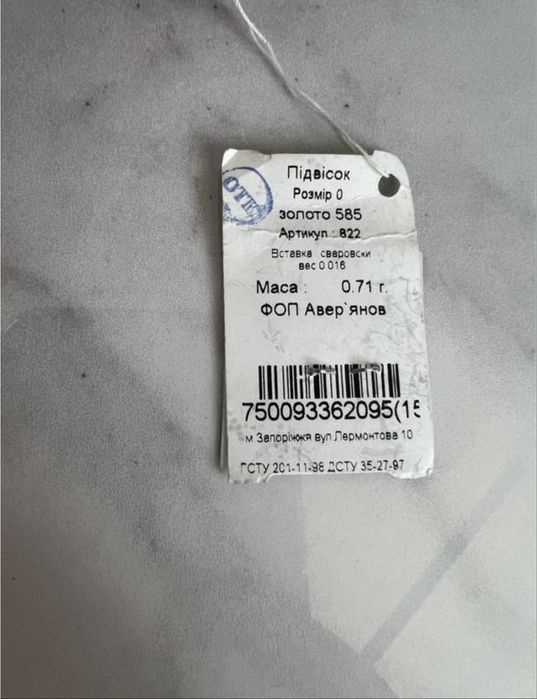 Підвісок
Розмір 0
золото 585
Артикул : 822
Вставка сваровски
вес 0 016
Маса : 0.71 г.
ФОП Авер`янов
750093362095(15
м Запоріжжя вул Лермонтова 10
ГСТУ 201-11-98 ДСТУ 35-27-97